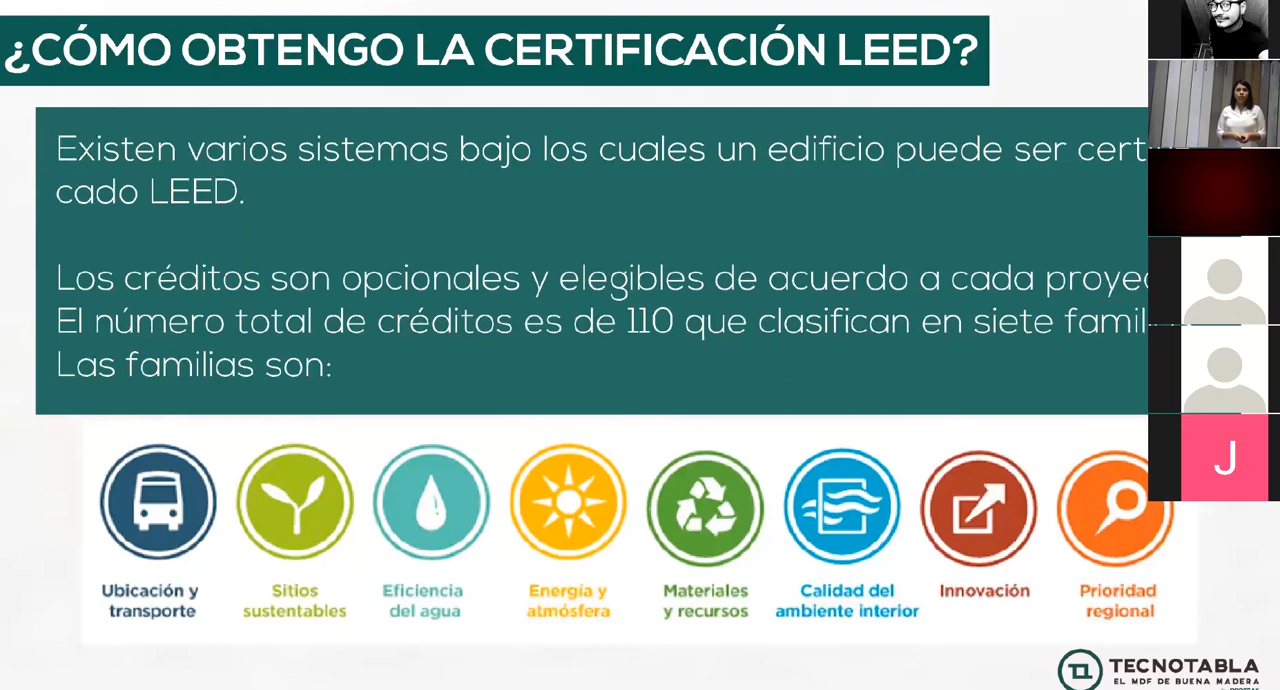 ¿CÓMO OBTENGO LA CERTIFICACIÓN LEED?
Existen varios sistemas bajo los cuales un edificio puede ser cert
cado LEED.
Los créditos son opcionales y elegibles de acuerdo a cada proyec
El número total de créditos es de 110 que clasifican en siete famil
Las familias son:
Ubicación y
transporte
Sitios
sustentables
Eficiencia
del agua
Energía y
atmósfera
Materiales
y recursos
Calidad del
ambiente interior
Innovación
Prioridad
regional
J
TECNOTABLA
EL MDF DE BUENA MADERA